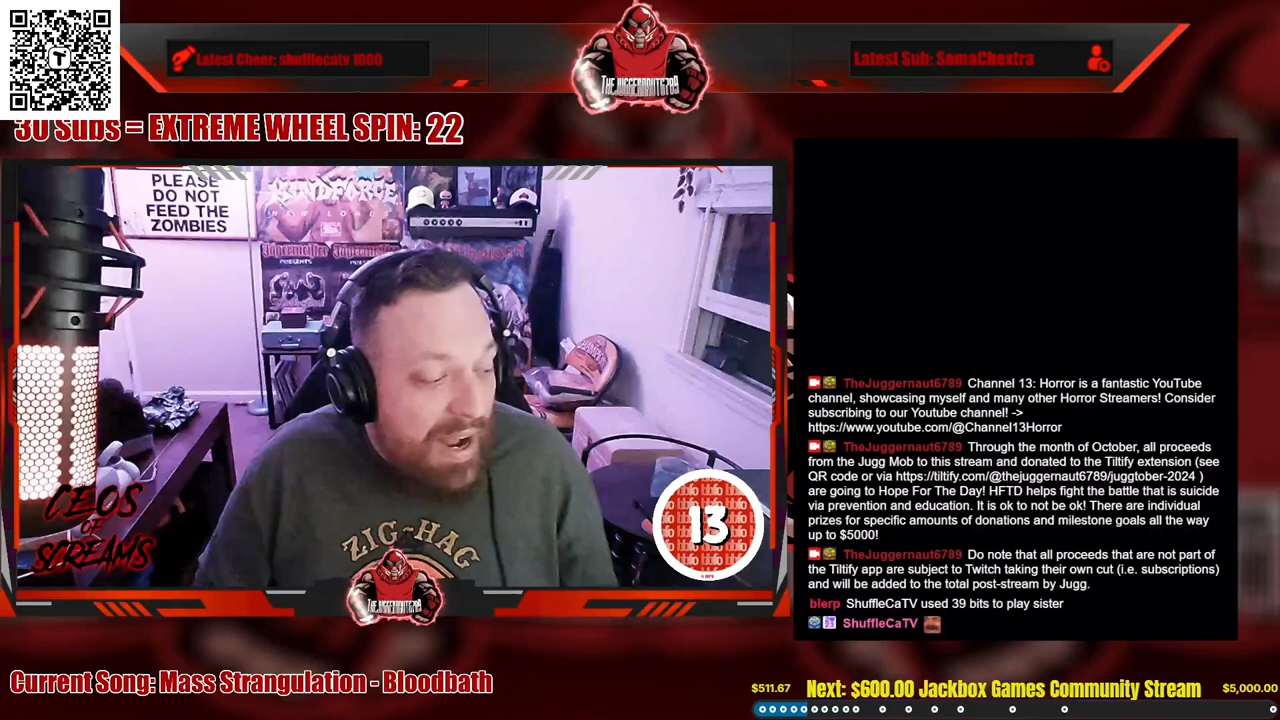 Latest Cheer: shufflecatv 1000
THEJUGGERNAUT6789
Latest Sub: SomaChextra
30 Subs = EXTREME WHEEL SPIN: 22
PLEASE
DO NOT
FEED THE
ZOMBIES
MINDFORCE
Jägermeister Jägermeister
ZIG-HAG
CEOS
OF
SCREAMS
13
THEJUGGERNAUT6789
TheJuggernaut6789 Channel 13: Horror is a fantastic YouTube
channel, showcasing myself and many other Horror Streamers! Consider
subscribing to our Youtube channel! ->
https://www.youtube.com/@Channel13Horror
TheJuggernaut6789 Through the month of October, all proceeds
from the Jugg Mob to this stream and donated to the Tiltify extension (see
QR code or via https://tiltify.com/@thejuggernaut6789/juggtober-2024 )
are going to Hope For The Day! HFTD helps fight the battle that is suicide
via prevention and education. It is ok to not be ok! There are individual
prizes for specific amounts of donations and milestone goals all the way
up to $5000!
TheJuggernaut6789 Do note that all proceeds that are not part of
the Tiltify app are subject to Twitch taking their own cut (i.e. subscriptions)
and will be added to the total post-stream by Jugg.
blerp ShuffleCaTV used 39 bits to play sister
ShuffleCaTV
Current Song: Mass Strangulation - Bloodbath
$511.67 Next: $600.00 Jackbox Games Community Stream $5,000.00